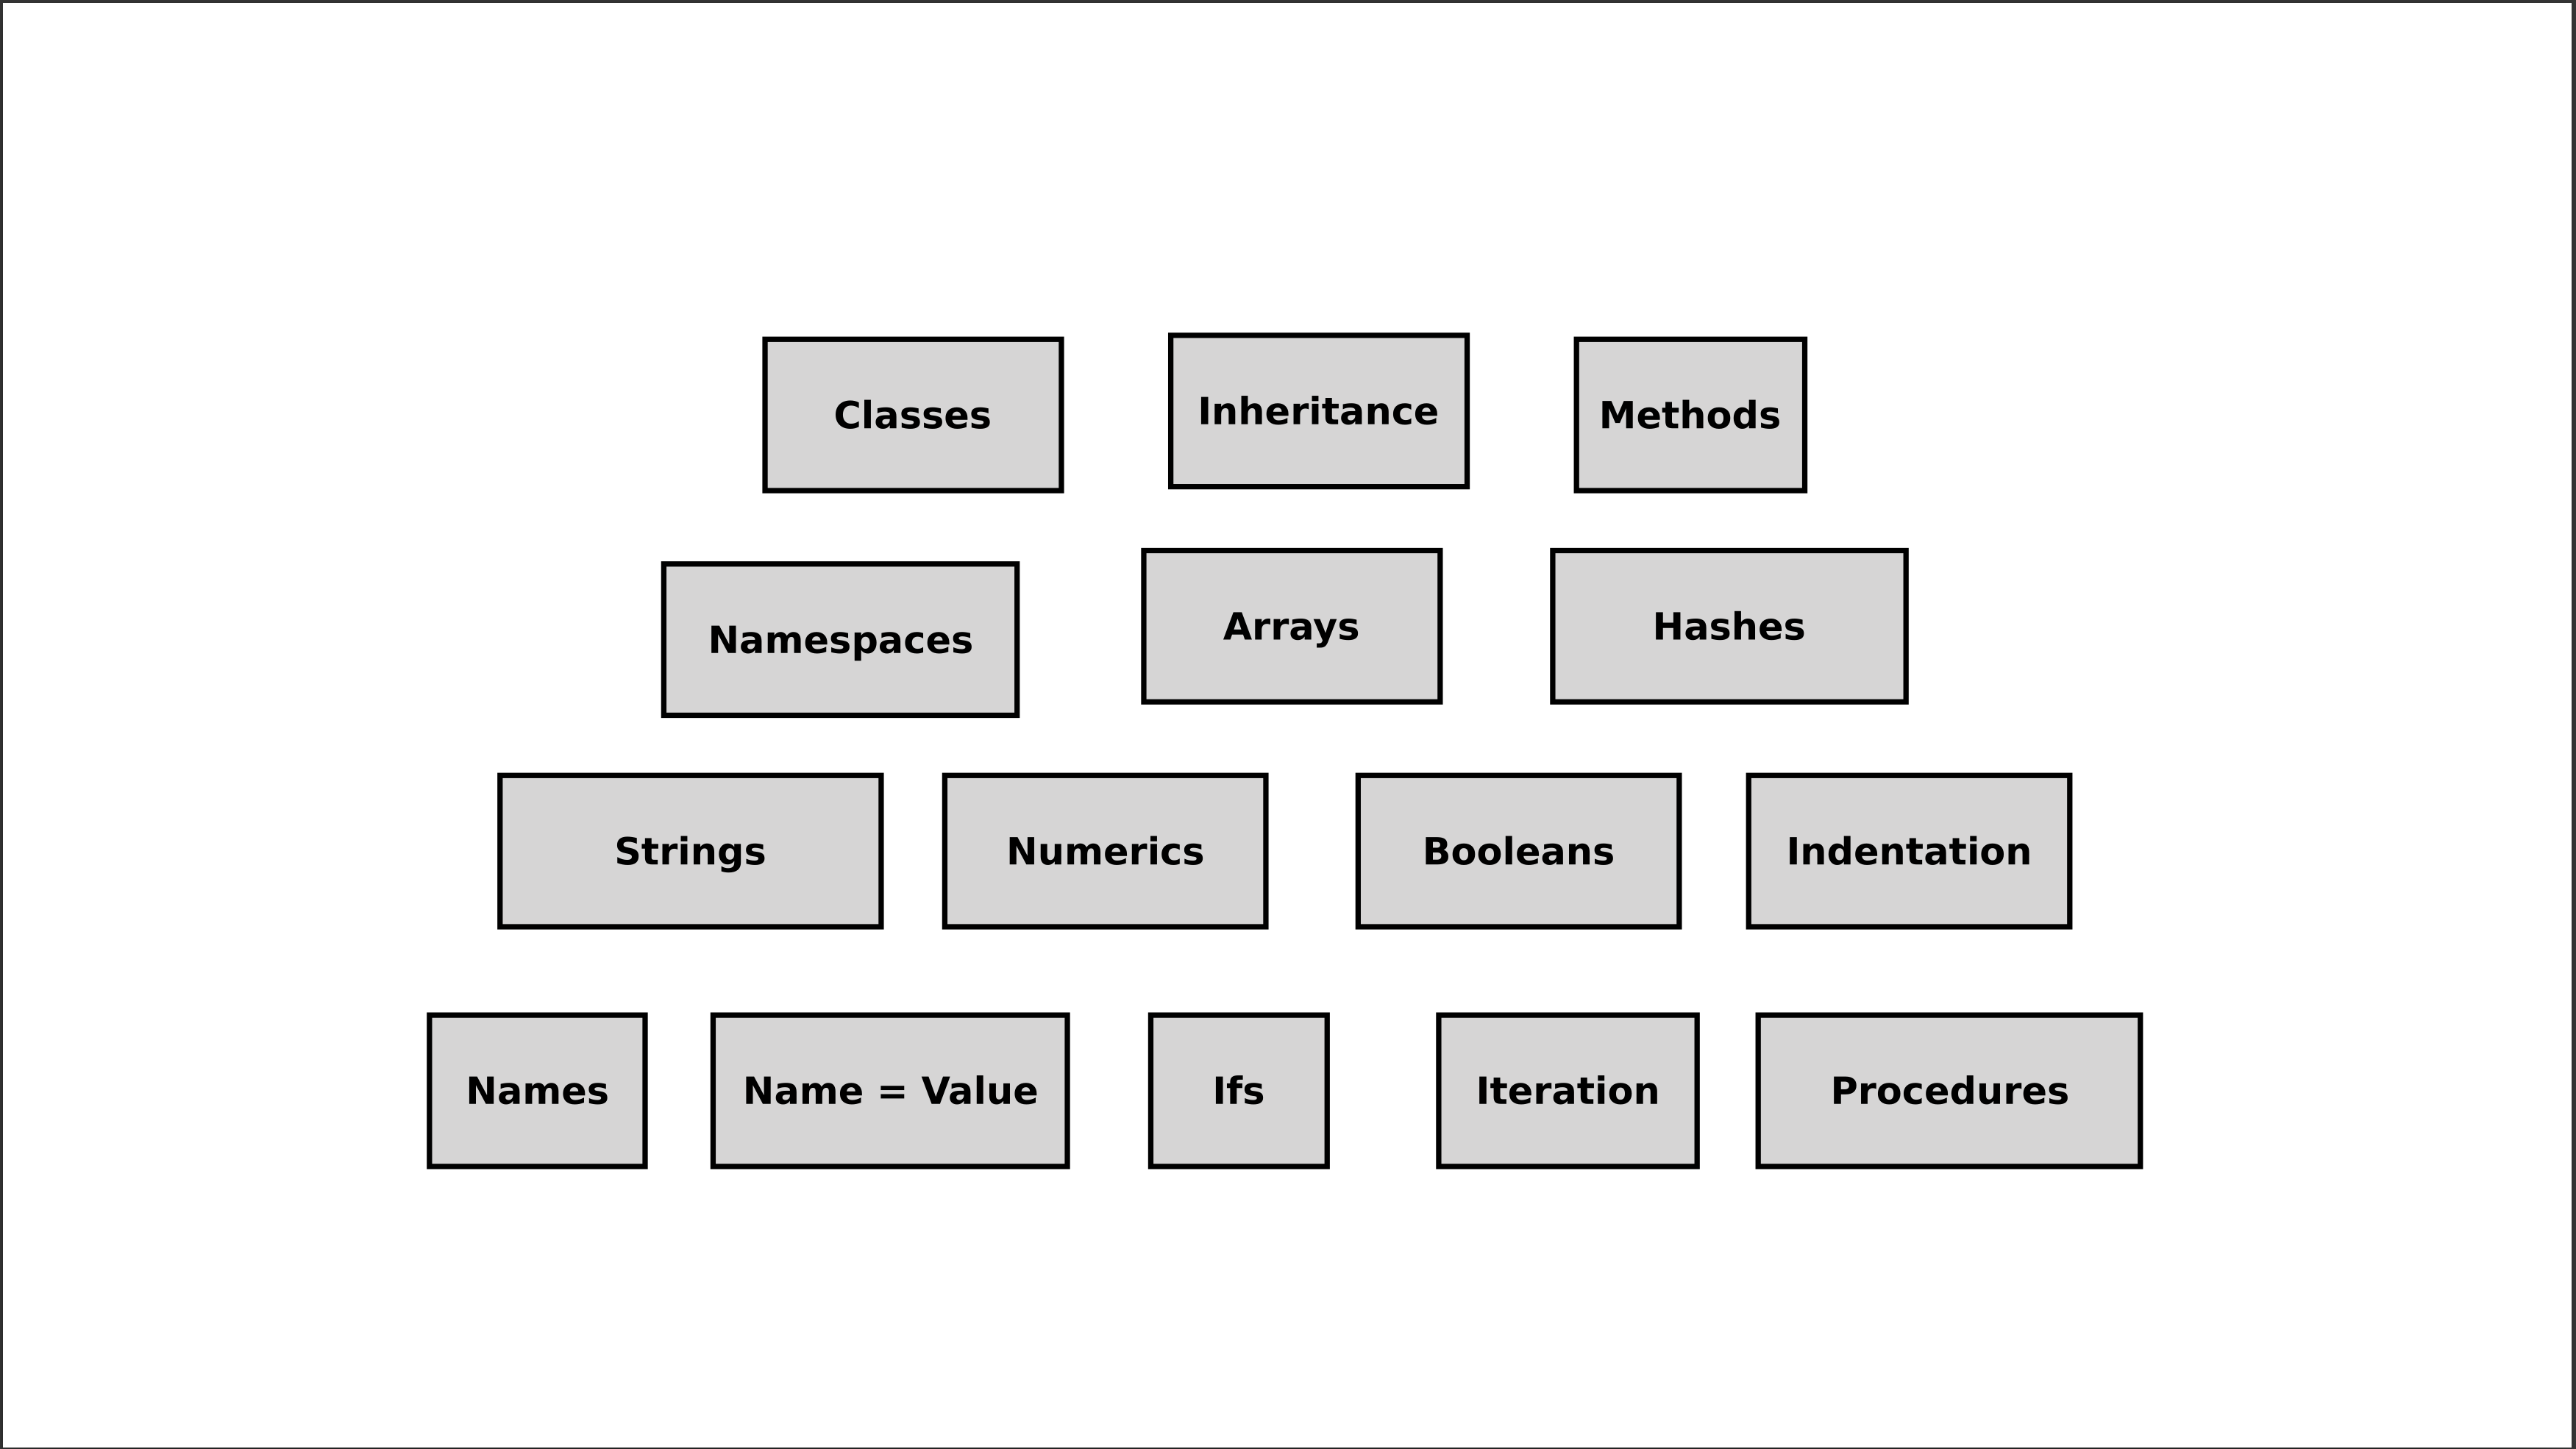 Classes
Inheritance
Methods
Namespaces
Arrays
Hashes
Strings
Numerics
Booleans
Indentation
Names
Name = Value
Ifs
Iteration
Procedures